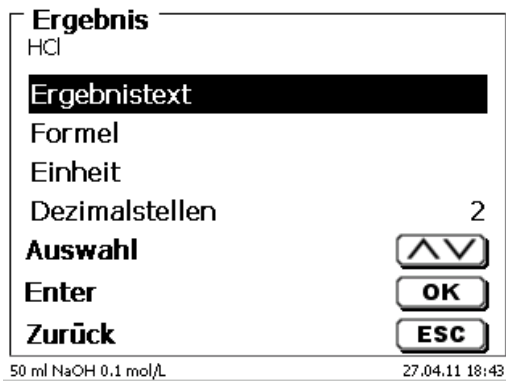 Ergebnis
HCl
Ergebnistext
Formel
Einheit
Dezimalstellen 2
Auswahl
Enter OK
Zurück ESC
50 ml NaOH 0.1 mol/L 27.04.11 18:43